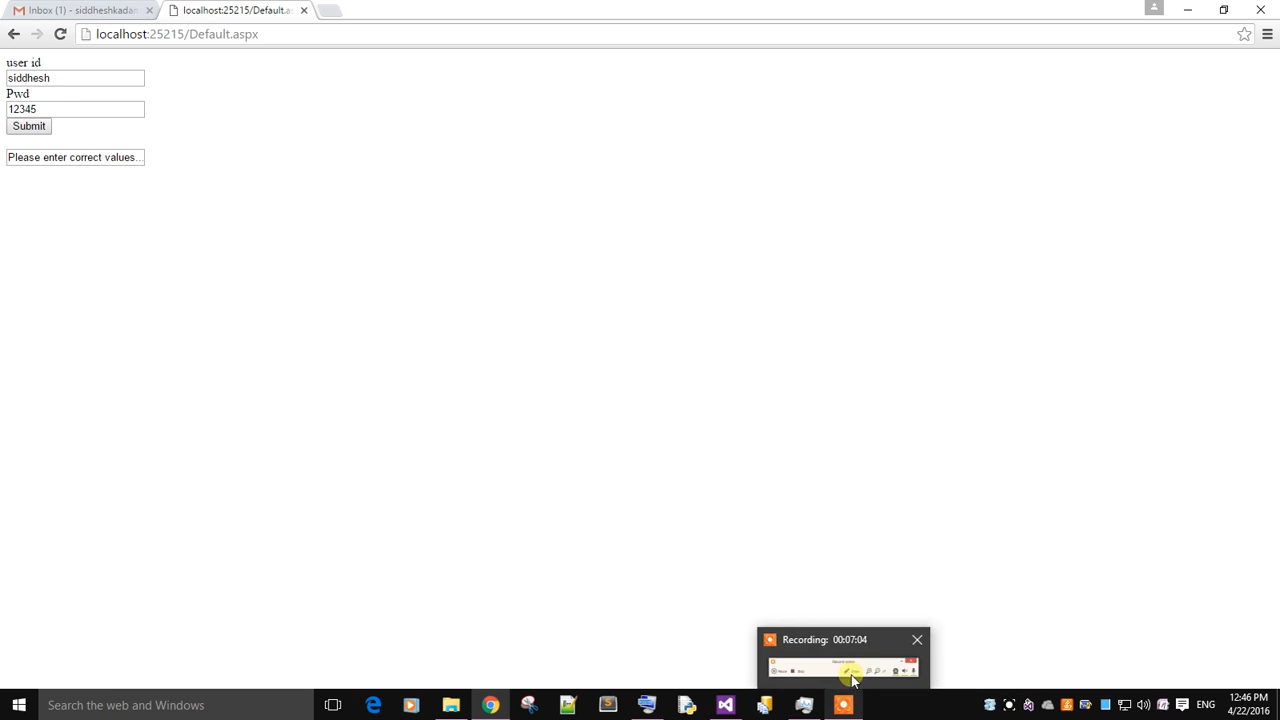 Inbox (1) - siddheshkadam
localhost:25215/Default.as
localhost:25215/Default.aspx
user id
siddhesh
Pwd
12345
Submit
Please enter correct values...
Recording: 00:07:04
Search the web and Windows
ENG
12:46 PM
4/22/2016